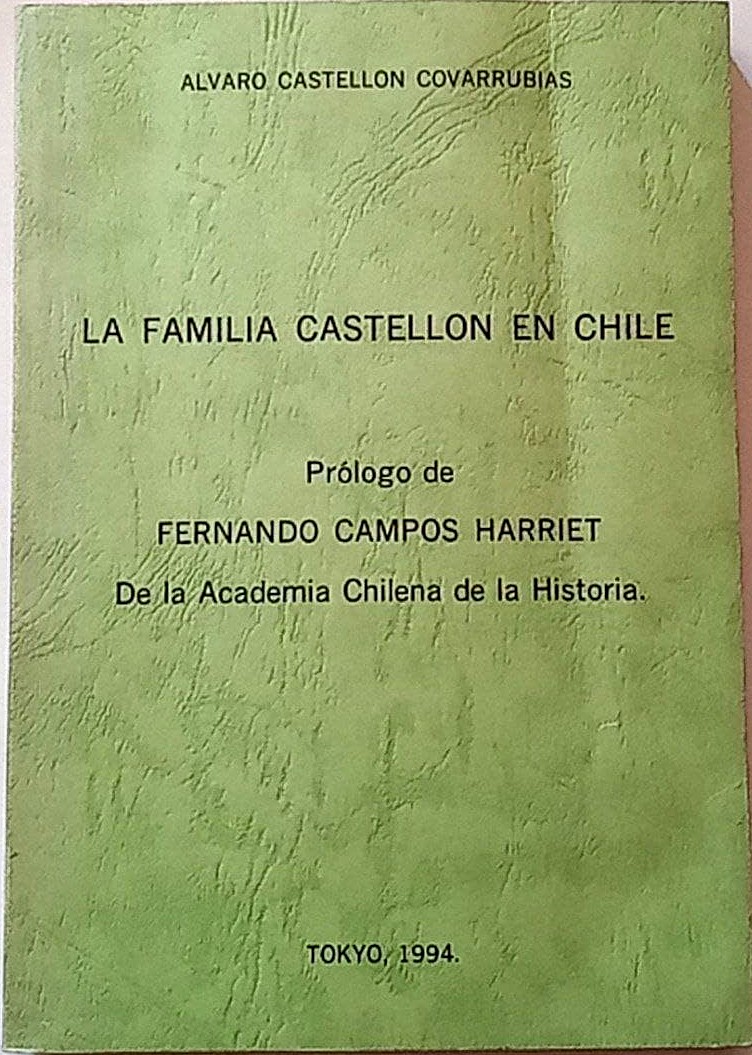 ALVARO CASTELLON COVARRUBIAS
LA FAMILIA CASTELLON EN CHILE
Prólogo de
FERNANDO CAMPOS HARRIET
De la Academia Chilena de la Historia.
TOKYO, 1994.